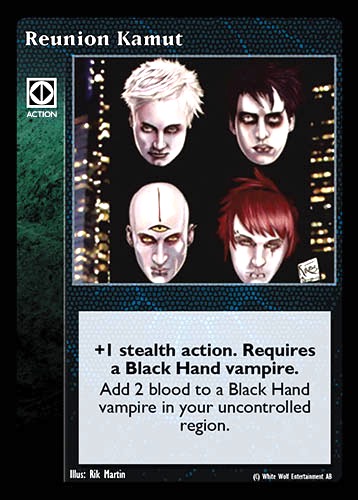 Reunion Kamut
ACTION
+1 stealth action. Requires
a Black Hand vampire.
Add 2 blood to a Black Hand
vampire in your uncontrolled
region.
Illus: Rik Martin
(C) White Wolf Entertainment AB